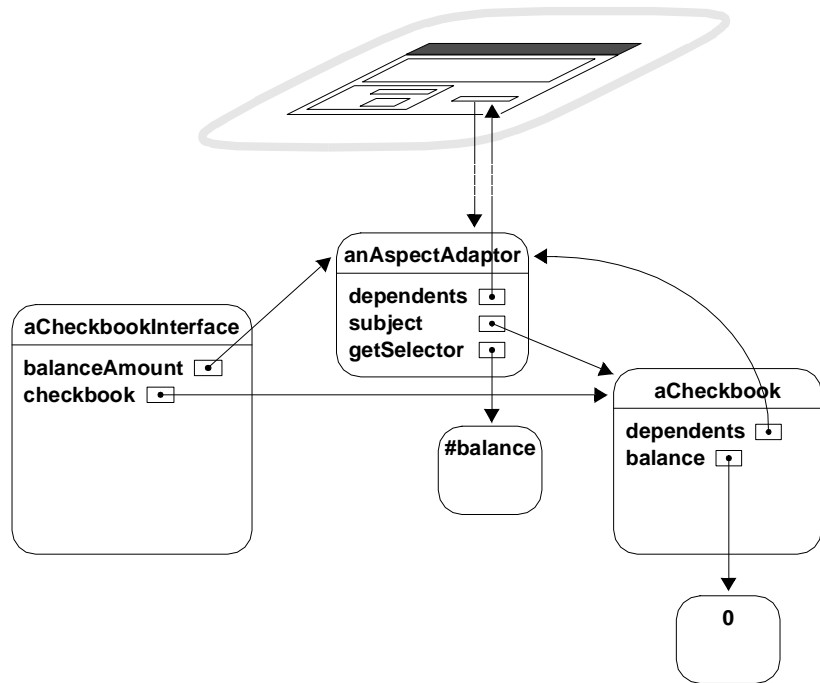 anAspectAdaptor
dependents
subject
getSelector
aCheckbookInterface
balanceAmount
checkbook
aCheckbook
dependents
balance
#balance
0